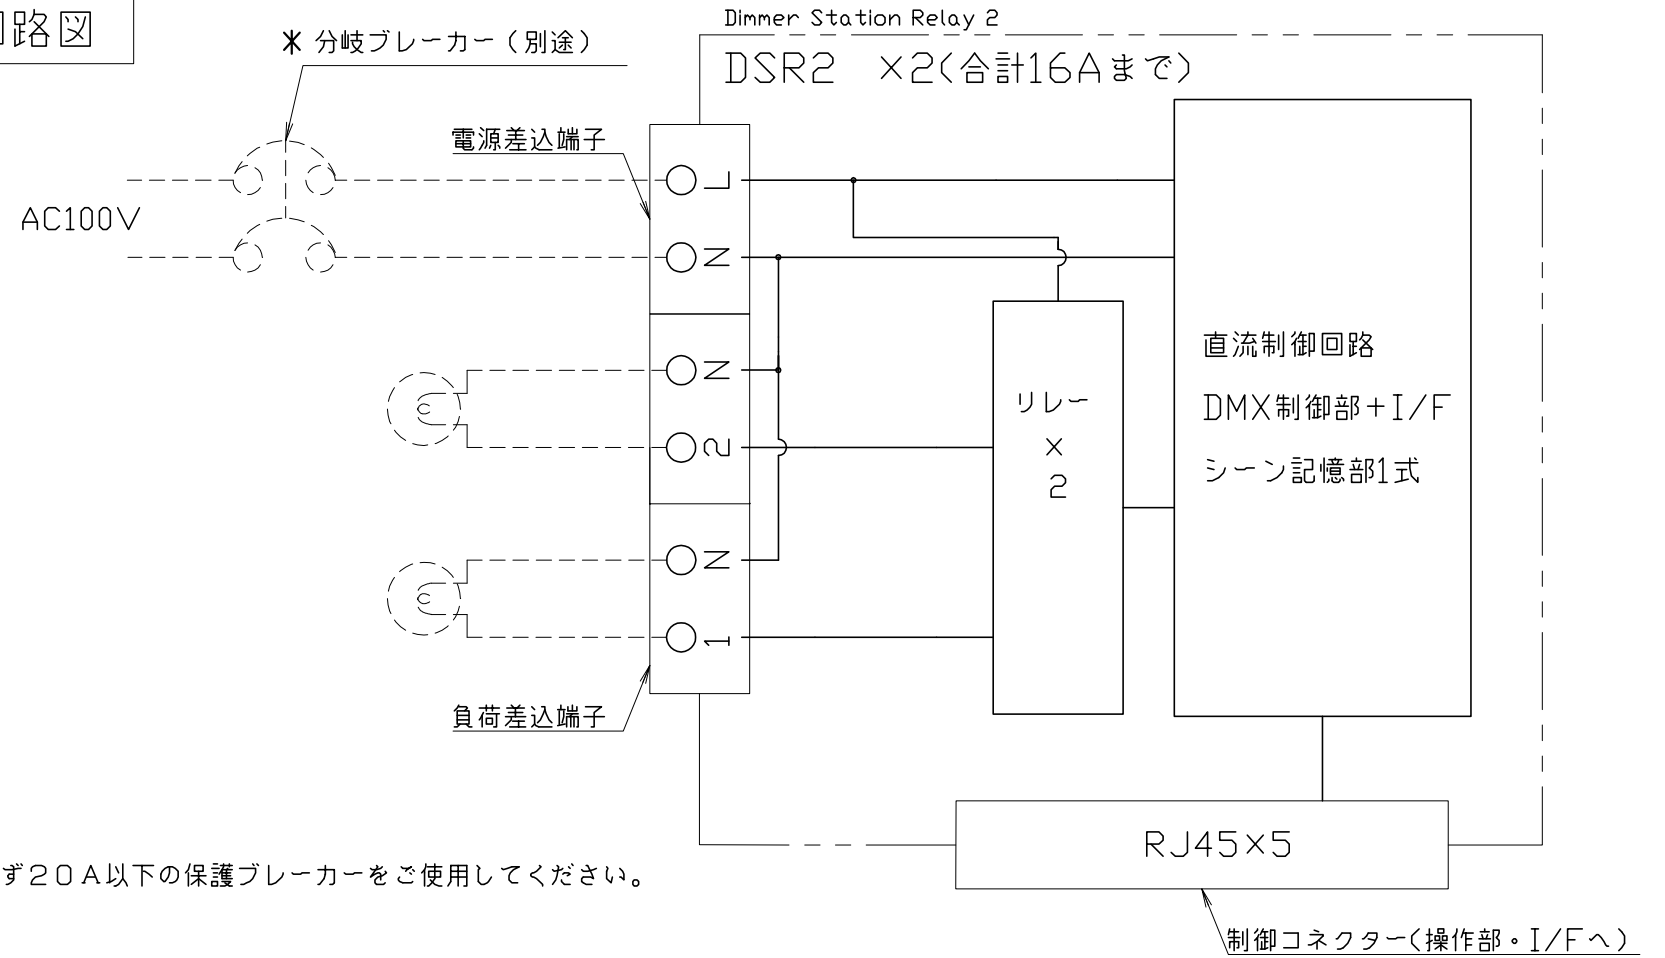 路図
Dimmer Station Relay 2
DSR2 ×2(合計16Aまで)
* 分岐ブレーカー(別途)
電源差込端子
AC100V
L
N
N
2
N
1
リレー
×
2
直流制御回路
DMX制御部+I/F
シーン記憶部1式
負荷差込端子
RJ45×5
ず20A以下の保護ブレーカーをご使用してください。
制御コネクター(操作部・I/Fへ)